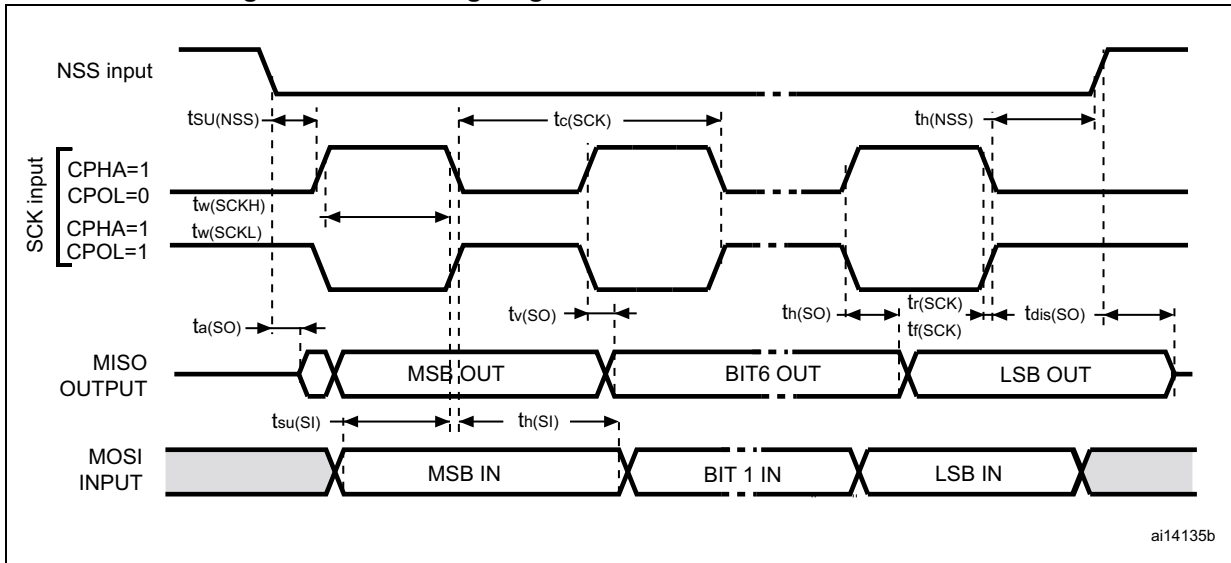 NSS input
tSU(NSS)
tc(SCK)
th(NSS)
SCK input
CPHA=1
CPOL=0
tw(SCKH)
CPHA=1
tw(SCKL)
CPOL=1
ta(SO)
tv(SO)
th(SO)
tr(SCK)
tf(SCK)
tdis(SO)
MISO
OUTPUT
MSB OUT
BIT6 OUT
LSB OUT
tsu(SI)
th(SI)
MOSI
INPUT
MSB IN
BIT 1 IN
LSB IN
ai14135b